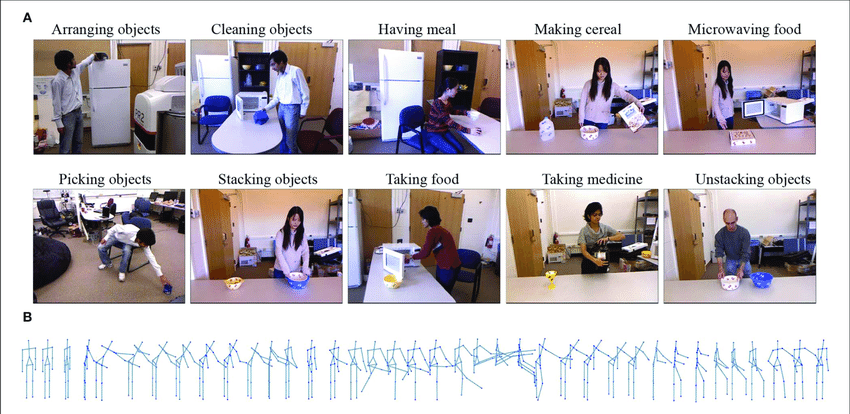 A
Arranging objects
Cleaning objects
Having meal
Making cereal
Microwaving food
PR2
Picking objects
Stacking objects
Taking food
Taking medicine
Unstacking objects
B